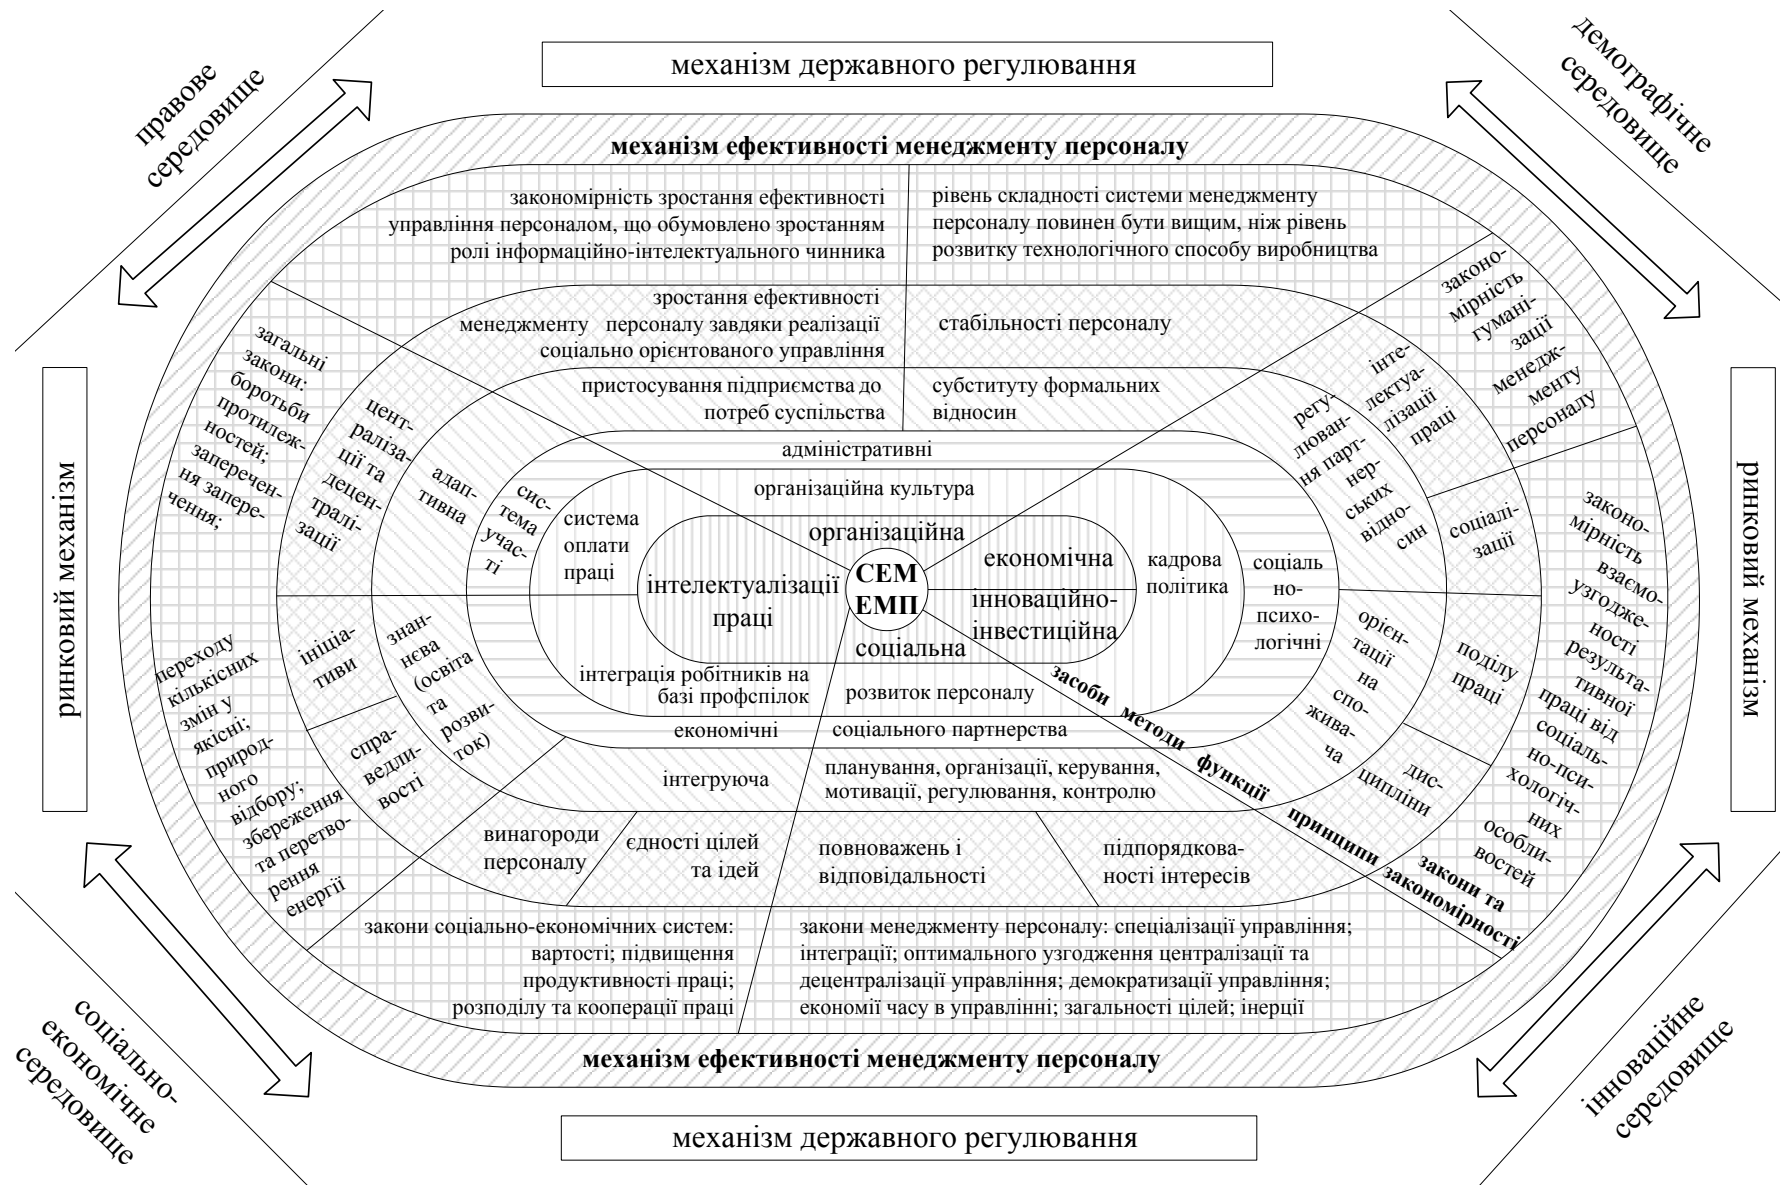 правове
середовище
механізм державного регулювання
демографічне
середовище
механізм ефективності менеджменту персоналу
закономірність зростання ефективності
управління персоналом, що обумовлено зростанням
ролі інформаційно-інтелектуального чинника
рівень складності системи менеджменту
персоналу повинен бути вищим, ніж рівень
розвитку технологічного способу виробництва
законо-
мірність
гумані-
зації
менедж-
менту
персоналу
зростання ефективності
менеджменту персоналу завдяки реалізації
соціально орієнтованого управління
стабільності персоналу
інте-
лектуа-
лізації
праці
пристосування підприємства до
потреб суспільства
субституту формальних
відносин
регу-
люван-
ня парт-
нер-
ських
відно-
син
загальні
закони:
боротьби
протилеж-
ностей;
заперечен-
ня запере-
чення;
цент-
раліза-
ції та
децен-
тралі-
зації
адап-
тивна
сис-
тема
учас-
ті
адміністративні
організаційна культура
система
оплати
праці
організаційна
економічна
інтелектуалізації
праці
СЕМ
ЕМП
інноваційно-
інвестиційна
соціальна
кадрова
політика
соціаль
но-
психо-
логічні
соціалі-
зації
законо-
мірність
взаємо-
узгодже-
ності
результа-
тивної
праці від
соціаль-
но-пси-
хологіч-
них
особли-
востей
ринковий механізм
ринковий механізм
переходу
кількісних
змін у
якісні;
природ-
ного
відбору;
збереження
та перетво-
рення
енергії
ініціа-
тиви
спра-
ведли-
вості
знан-
нєва
(освіта
та
розви-
ток)
інтеграція робітників на
базі профспілок
розвиток персоналу
економічні
соціального партнерства
інтегруюча
планування, організації, керування,
мотивації, регулювання, контролю
орієн-
тації
на
спо-
жива-
ча
поділу
праці
дис-
ципліни
засоби методи функції принципи закони та
закономірності
винагороди
персоналу
єдності цілей
та ідей
повноважень і
відповідальності
підпорядкова-
ності інтересів
закони соціально-економічних систем:
вартості; підвищення
продуктивності праці;
розподілу та кооперації праці
закони менеджменту персоналу: спеціалізації управління;
інтеграції; оптимального узгодження централізації та
децентралізації управління; демократизації управління;
економії часу в управлінні; загальності цілей; інерції
механізм ефективності менеджменту персоналу
соціально-
економічне
середовище
механізм державного регулювання
інноваційне
середовище